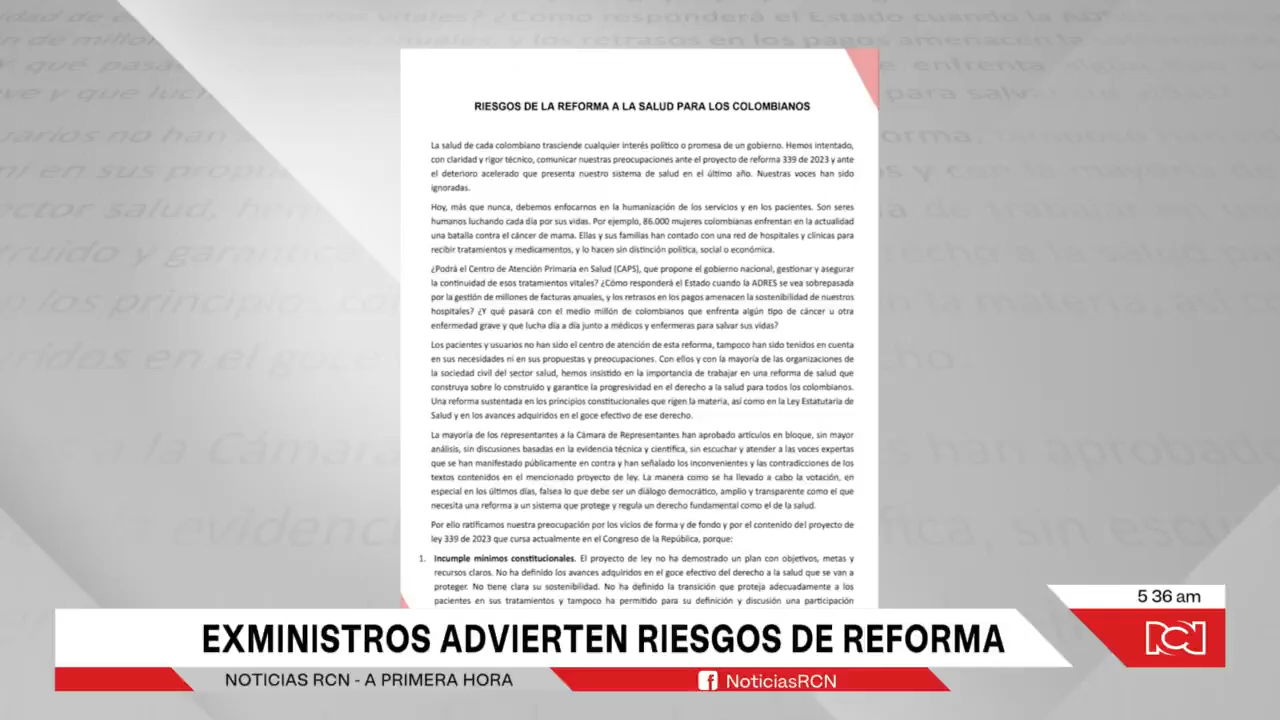 RIESGOS DE LA REFORMA A LA SALUD PARA LOS COLOMBIANOS
La salud de cada colombiano trasciende cualquier interés político o promesa de un gobierno. Hemos intentado,
con claridad y rigor técnico, comunicar nuestras preocupaciones ante el proyecto de reforma 339 de 2023 y ante
el deterioro acelerado que presenta nuestro sistema de salud en el último año. Nuestras voces han sido
ignoradas.
Hoy, más que nunca, debemos enfocarnos en la humanización de los servicios y en los pacientes. Son seres
humanos luchando cada día por sus vidas. Por ejemplo, 86.000 mujeres colombianas enfrentan en la actualidad
una batalla contra el cáncer de mama. Ellas y sus familias han contado con una red de hospitales y clínicas para
recibir tratamientos y medicamentos, y lo hacen sin distinción política, social o económica.
¿Podrá el Centro de Atención Primaria en Salud (CAPS), que propone el gobierno nacional, gestionar y asegurar
la continuidad de esos tratamientos vitales? ¿Cómo responderá el Estado cuando la ADRES se vea sobrepasada
por la gestión de millones de facturas anuales, y los retrasos en los pagos amenacen la sostenibilidad de nuestros
hospitales? ¿Y qué pasará con el medio millón de colombianos que enfrenta algún tipo de cáncer u otra
enfermedad grave y que lucha día a día junto a médicos y enfermeras para salvar sus vidas?
Los pacientes y usuarios no han sido el centro de atención de esta reforma, tampoco han sido tenidos en cuenta
en sus necesidades ni en sus propuestas y preocupaciones. Con ellos y con la mayoría de las organizaciones de
la sociedad civil del sector salud, hemos insistido en la importancia de trabajar en una reforma de salud que
construya sobre lo construido y garantice la progresividad en el derecho a la salud para todos los colombianos.
Una reforma sustentada en los principios constitucionales que rigen la materia, así como en la Ley Estatutaria de
Salud y en los avances adquiridos en el goce efectivo de ese derecho.
La mayoría de los representantes a la Cámara de Representantes han aprobado artículos en bloque, sin mayor
análisis, sin discusiones basadas en la evidencia técnica y científica, sin escuchar y atender a las voces expertas
que se han manifestado públicamente en contra y han señalado los inconvenientes y las contradicciones de los
textos contenidos en el mencionado proyecto de ley. La manera como se ha llevado a cabo la votación, en
especial en los últimos días, falsea lo que debe ser un diálogo democrático, amplio y transparente como el que
necesita una reforma a un sistema que protege y regula un derecho fundamental como el de la salud.
Por ello ratificamos nuestra preocupación por los vicios de forma y de fondo y por el contenido del proyecto de
ley 339 de 2023 que cursa actualmente en el Congreso de la República, porque:
1. Incumple mínimos constitucionales. El proyecto de ley no ha demostrado un plan con objetivos, metas y
recursos claros. No ha definido los avances adquiridos en el goce efectivo del derecho a la salud que se van a
proteger. No tiene clara su sostenibilidad. No ha definido la transición que proteja adecuadamente a los
pacientes en sus tratamientos y tampoco ha permitido para su definición y discusión una participación
5 36 am
EXMINISTROS ADVIERTEN RIESGOS DE REFORMA
RCN
NOTICIAS RCN - A PRIMERA HORA
NoticiasRCN